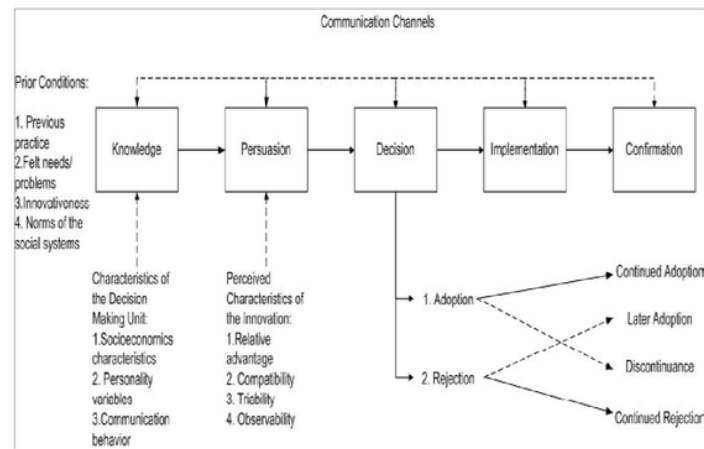 Communication Channels
Prior Conditions:
1. Previous
practice
2.Felt needs/
problems
3.Innovativeness
4. Norms of the
social systems
Knowledge
Persuasion
Decision
Implementation
Confirmation
Characteristics of
the Decision
Making Unit:
1.Socioeconomics
characteristics
2. Personality
variables
3.Communication
behavior
Perceived
Characteristics of
the Innovation:
1.Relative
advantage
2. Compatibility
3. Triability
4. Observability
1. Adoption
2. Rejection
Continued Adoption
Later Adoption
Discontinuance
Continued Rejection